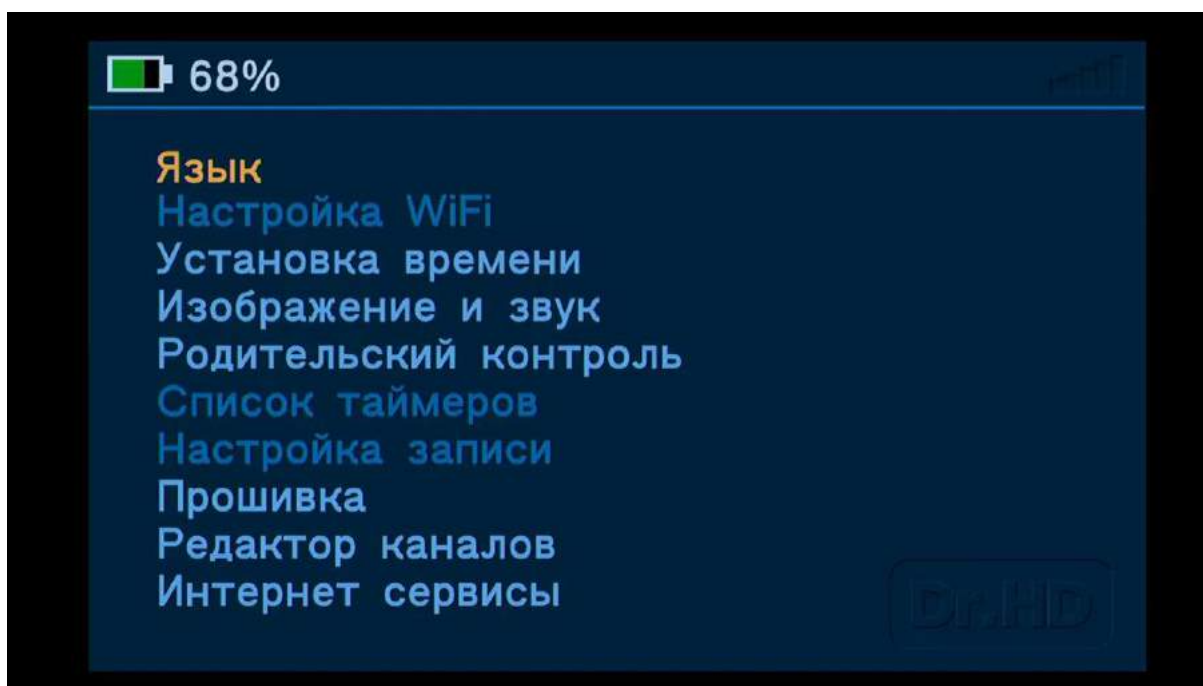 68%
Язык
Настройка WiFi
Установка времени
Изображение и звук
Родительский контроль
Список таймеров
Настройка записи
Прошивка
Редактор каналов
Интернет сервисы
Dr.HD